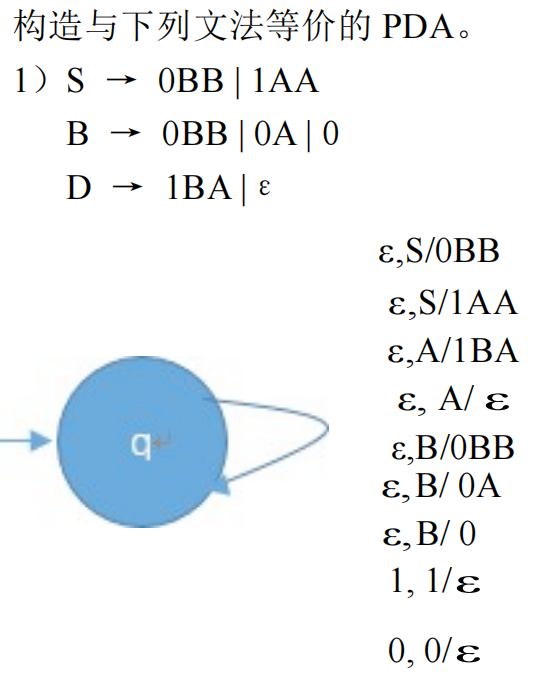 构造与下列文法等价的 PDA。
1）S → 0BB | 1AA
B → 0BB | 0A | 0
D → 1BA | ε
ε,S/0BB
ε,S/1AA
ε,A/1BA
ε, A/ ε
ε,B/0BB
ε,B/ 0A
ε,B/ 0
1, 1/ε
0, 0/ε
q